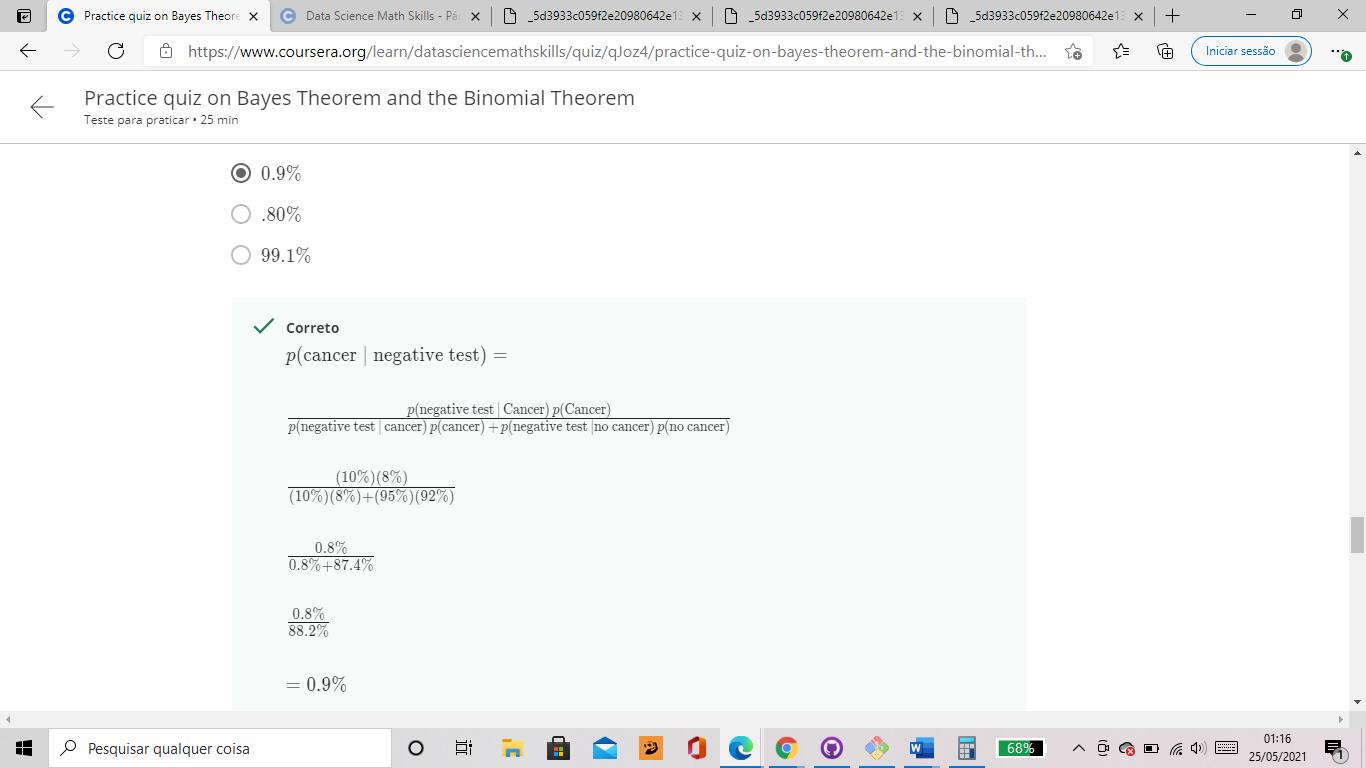 Practice quiz on Bayes Theore
Data Science Math Skills - Pá
_5d3933c059f2e20980642e13
_5d3933c059f2e20980642e13
_5d3933c059f2e20980642e13
https://www.coursera.org/learn/datasciencemathskills/quiz/qJoz4/practice-quiz-on-bayes-theorem-and-the-binomial-th...
Iniciar sessão
Practice quiz on Bayes Theorem and the Binomial Theorem
Teste para praticar • 25 min
0.9%
.80%
99.1%
Correto
p(cancer | negative test) =
p(negative test | Cancer) p(Cancer)
p(negative test | cancer) p(cancer) + p(negative test |no cancer) p(no cancer)
(10%)(8%)
(10%)(8%)+(95%)(92%)
0.8%
0.8%+87.4%
0.8%
88.2%
= 0.9%
Pesquisar qualquer coisa
68%
01:16
25/05/2021
1